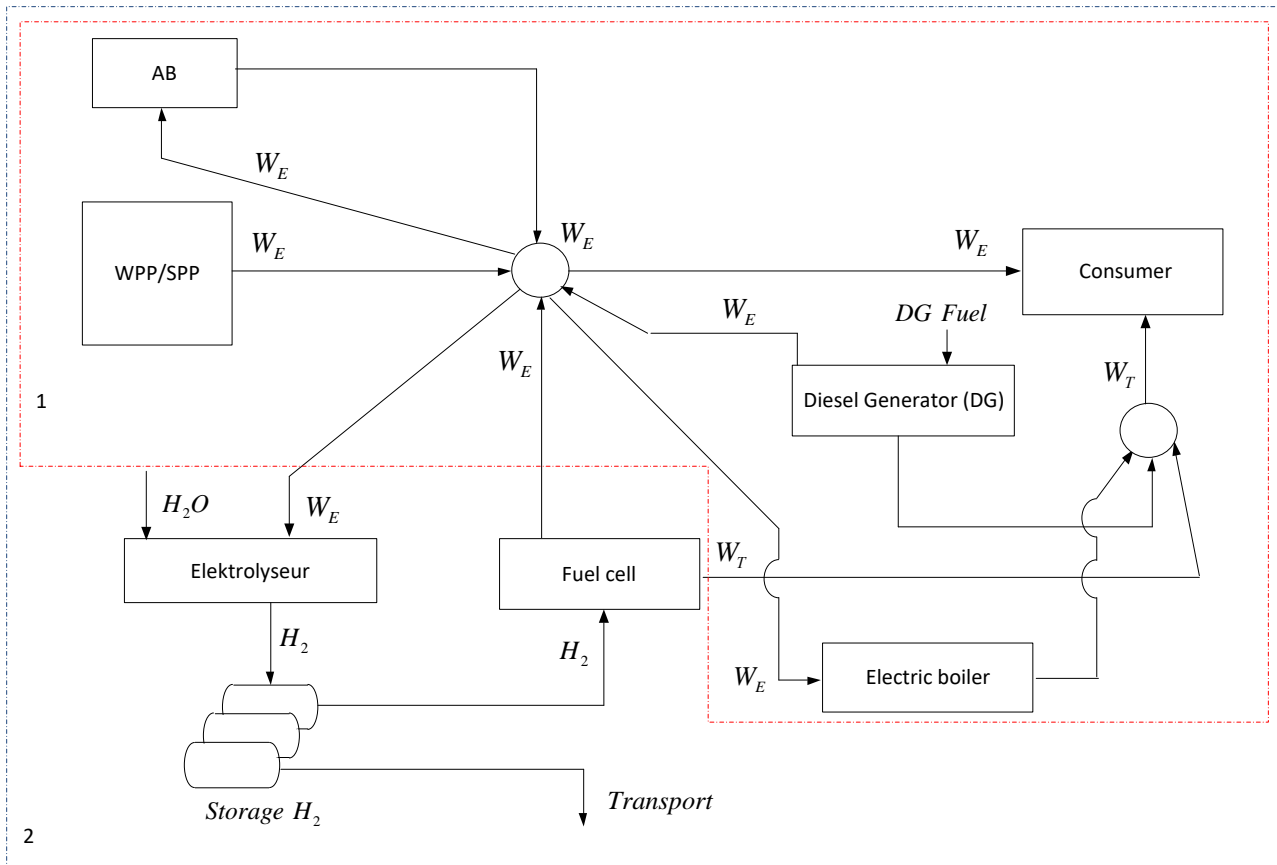 AB
W_E
WPP/SPP
W_E
W_E
W_E
Consumer
W_E
DG Fuel
W_E
W_T
Diesel Generator (DG)
1
H_2O
W_E
Elektrolyseur
Fuel cell
W_T
H_2
H_2
W_E
Electric boiler
Storage H_2
Transport
2